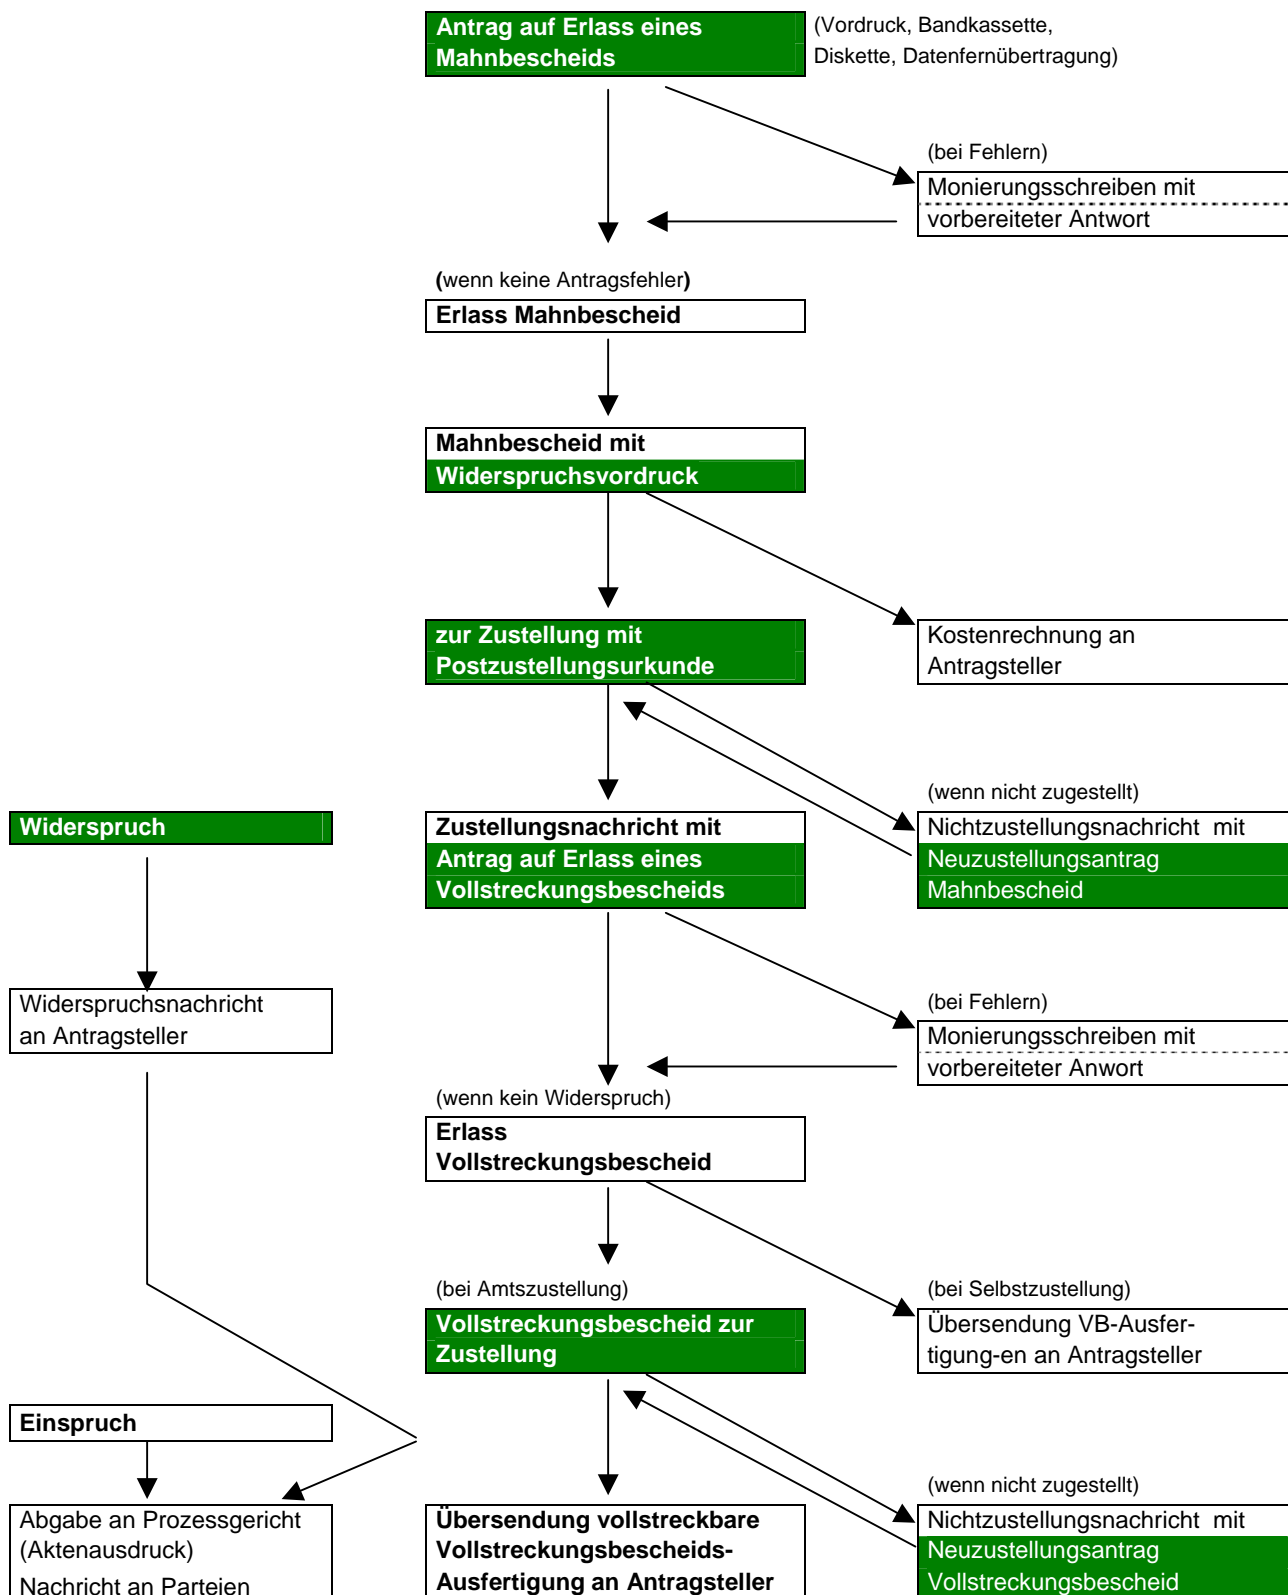 Antrag auf Erlass eines
Mahnbescheids
(Vordruck, Bandkassette,
Diskette, Datenfernübertragung)
(bei Fehlern)
Monierungsschreiben mit
vorbereiteter Antwort
(wenn keine Antragsfehler)
Erlass Mahnbescheid
Mahnbescheid mit
Widerspruchsvordruck
zur Zustellung mit
Postzustellungsurkunde
Kostenrechnung an
Antragsteller
(wenn nicht zugestellt)
Nichtzustellungsnachricht mit
Neuzustellungsantrag
Mahnbescheid
Widerspruch
Zustellungsnachricht mit
Antrag auf Erlass eines
Vollstreckungsbescheids
Widerspruchsnachricht
an Antragsteller
(bei Fehlern)
Monierungsschreiben mit
vorbereiteter Anwort
(wenn kein Widerspruch)
Erlass
Vollstreckungsbescheid
(bei Amtszustellung)
Vollstreckungsbescheid zur
Zustellung
(bei Selbstzustellung)
Übersendung VB-Ausfer-
tigung-en an Antragsteller
Einspruch
Abgabe an Prozessgericht
(Aktenausdruck)
Nachricht an Parteien
Übersendung vollstreckbare
Vollstreckungsbescheids-
Ausfertigung an Antragsteller
(wenn nicht zugestellt)
Nichtzustellungsnachricht mit
Neuzustellungsantrag
Vollstreckungsbescheid